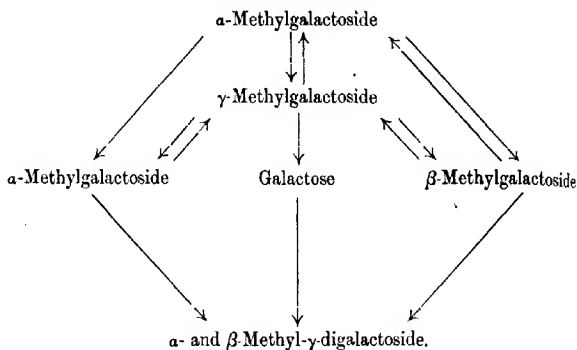 α-Methylgalactoside
γ-Methylgalactoside
α-Methylgalactoside Galactose β-Methylgalactoside
α- and β-Methyl-γ-digalactoside.